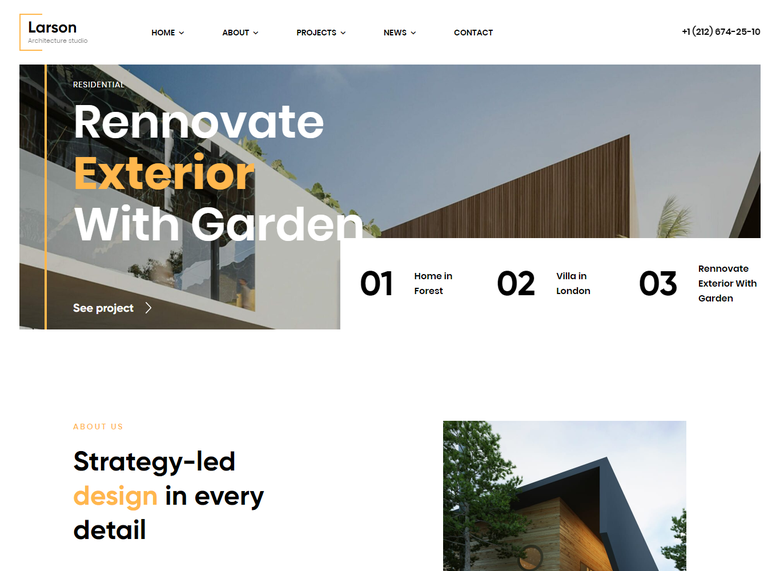 Larson
Architecture studio
HOME
ABOUT
PROJECTS
NEWS
CONTACT
+1 (212) 674-25-10
RESIDENTIAL
Rennovate
Exterior
With Garden
See project
01
Home in
Forest
02
Villa in
London
03
Rennovate
Exterior With
Garden
ABOUT US
Strategy-led
design in every
detail